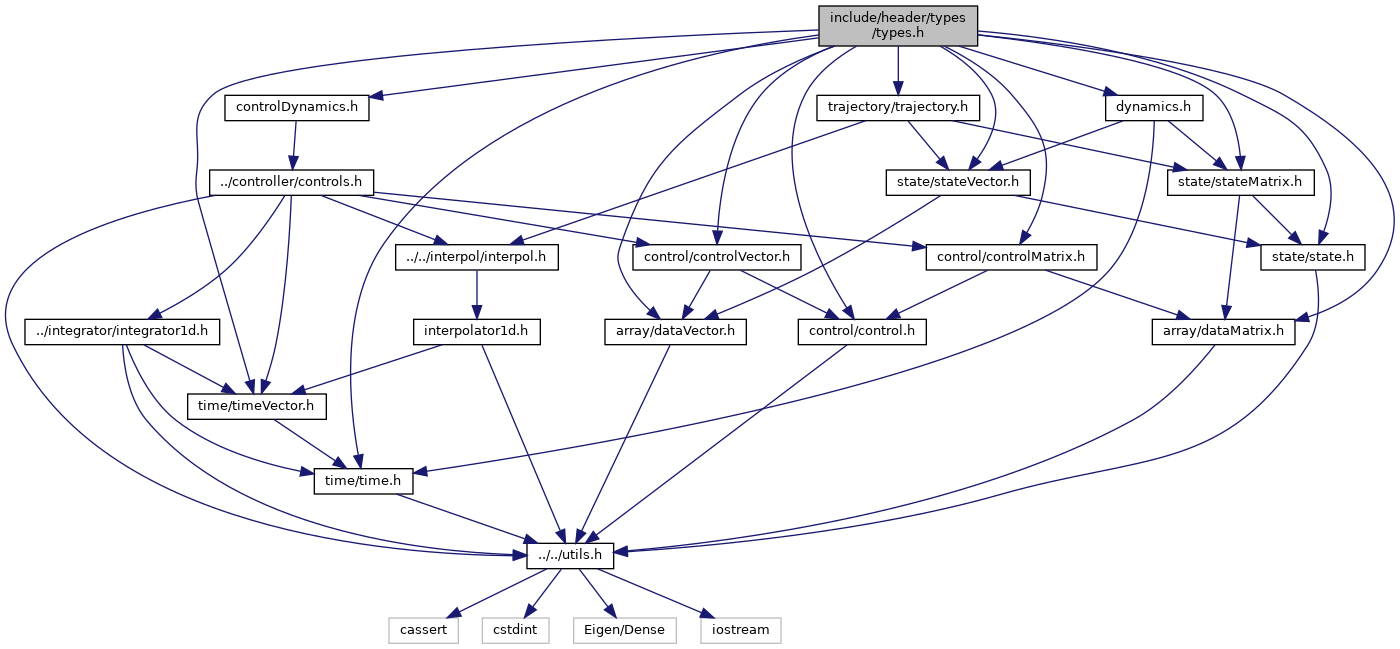 include/header/types
/types.h
controlDynamics.h
trajectory/trajectory.h
dynamics.h
../controller/controls.h
state/stateVector.h
state/stateMatrix.h
../../interpol/interpol.h
control/controlVector.h
control/controlMatrix.h
state/state.h
../integrator/integrator1d.h
interpolator1d.h
array/dataVector.h
control/control.h
array/dataMatrix.h
time/timeVector.h
time/time.h
../../utils.h
cassert
cstdint
Eigen/Dense
iostream